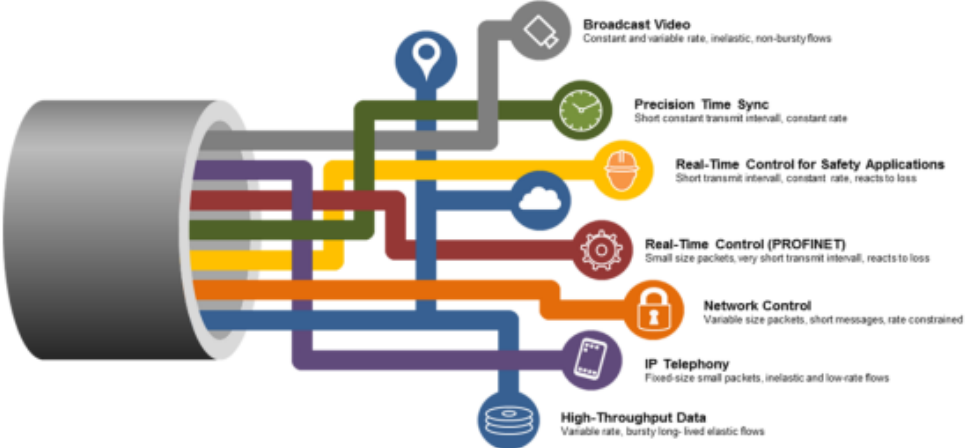 Broadcast Video
Constant and variable rate, inelastic, non-bursty flows
Precision Time Sync
Short constant transmit intervall, constant rate
Real-Time Control for Safety Applications
Short transmit intervall, constant rate, reacts to loss
Real-Time Control (PROFINET)
Small size packets, very short transmit intervall, reacts to loss
Network Control
Variable size packets, short messages, rate constrained
IP Telephony
Fixed-size small packets, inelastic and low-rate flows
High-Throughput Data
Variable rate, bursty long- lived elastic flows